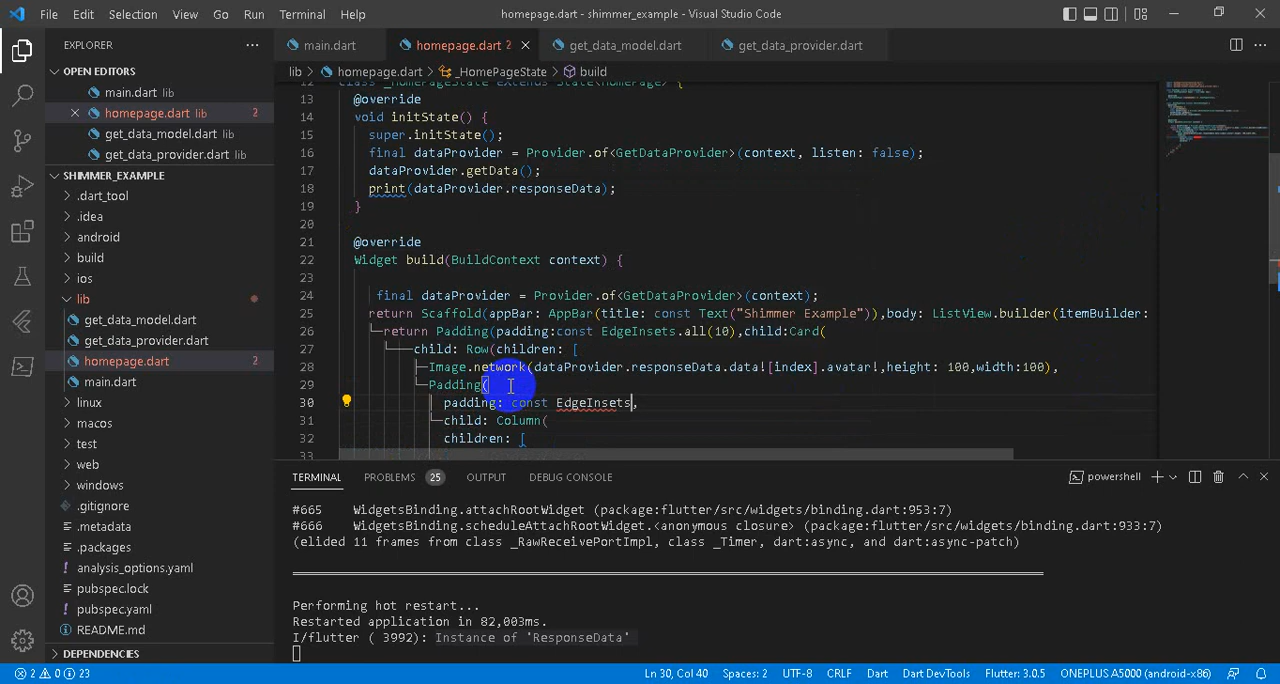 File Edit Selection View Go Run Terminal Help
homepage.dart - shimmer_example - Visual Studio Code
EXPLORER
main.dart
homepage.dart 2
get_data_model.dart
get_data_provider.dart
OPEN EDITORS
main.dart lib
homepage.dart lib 2
get_data_model.dart lib
get_data_provider.dart lib
SHIMMER_EXAMPLE
.dart_tool
.idea
android
build
ios
lib
get_data_model.dart
get_data_provider.dart
homepage.dart 2
main.dart
linux
macos
test
web
windows
.gitignore
.metadata
.packages
analysis_options.yaml
pubspec.lock
pubspec.yaml
README.md
DEPENDENCIES
lib > homepage.dart > _HomePageState > build
12 class _HomePageState extends State<HomePage> {
13 @override
14 void initState() {
15 super.initState();
16 final dataProvider = Provider.of<GetDataProvider>(context, listen: false);
17 dataProvider.getData();
18 print(dataProvider.responseData);
19 }
20
21 @override
22 Widget build(BuildContext context) {
23
24 final dataProvider = Provider.of<GetDataProvider>(context);
25 return Scaffold(appBar: AppBar(title: const Text("Shimmer Example")),body: ListView.builder(itemBuilder:
26 return Padding(padding:const EdgeInsets.all(10),child:Card(
27 child: Row(children: [
28 Image.network(dataProvider.responseData.data![index].avatar!,height: 100,width:100),
29 Padding(
30 padding: const EdgeInsets,
31 child: Column(
32 children: [
33
TERMINAL PROBLEMS 25 OUTPUT DEBUG CONSOLE
powershell
#665 WidgetsBinding.attachRootWidget (package:flutter/src/widgets/binding.dart:953:7)
#666 WidgetsBinding.scheduleAttachRootWidget.<anonymous closure> (package:flutter/src/widgets/binding.dart:933:7)
(elided 11 frames from class _RawReceivePortImpl, class _Timer, dart:async, and dart:async-patch)
Performing hot restart...
Restarted application in 82,003ms.
I/flutter ( 3992): Instance of 'ResponseData'
2 0 23
Ln 30, Col 40 Spaces: 2 UTF-8 CRLF Dart Dart DevTools Flutter: 3.0.5 ONEPLUS A5000 (android-x86)